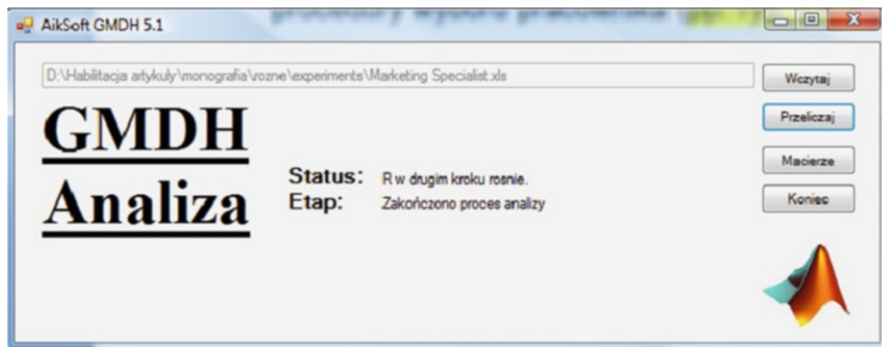 AikSoft GMDH 5.1
D:\Habilitacja artykuły\monografia\rozne\experiments\Marketing Specialist.xls
Wczytaj
GMDH
Analiza
Przeliczaj
Status: R w drugim kroku rosnie.
Macierze
Etap: Zakończono proces analizy
Koniec